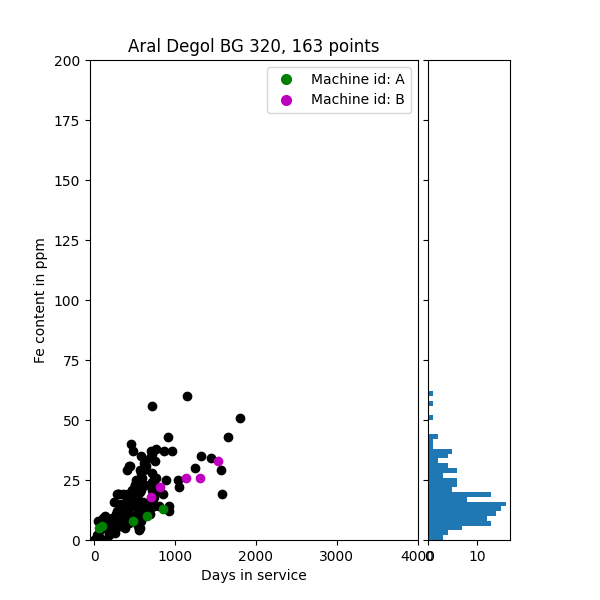 Aral Degol BG 320, 163 points
Machine id: A
Machine id: B
Fe content in ppm
200
175
150
125
100
75
50
25
0
0 1000 2000 3000 4000
0 10
Days in service